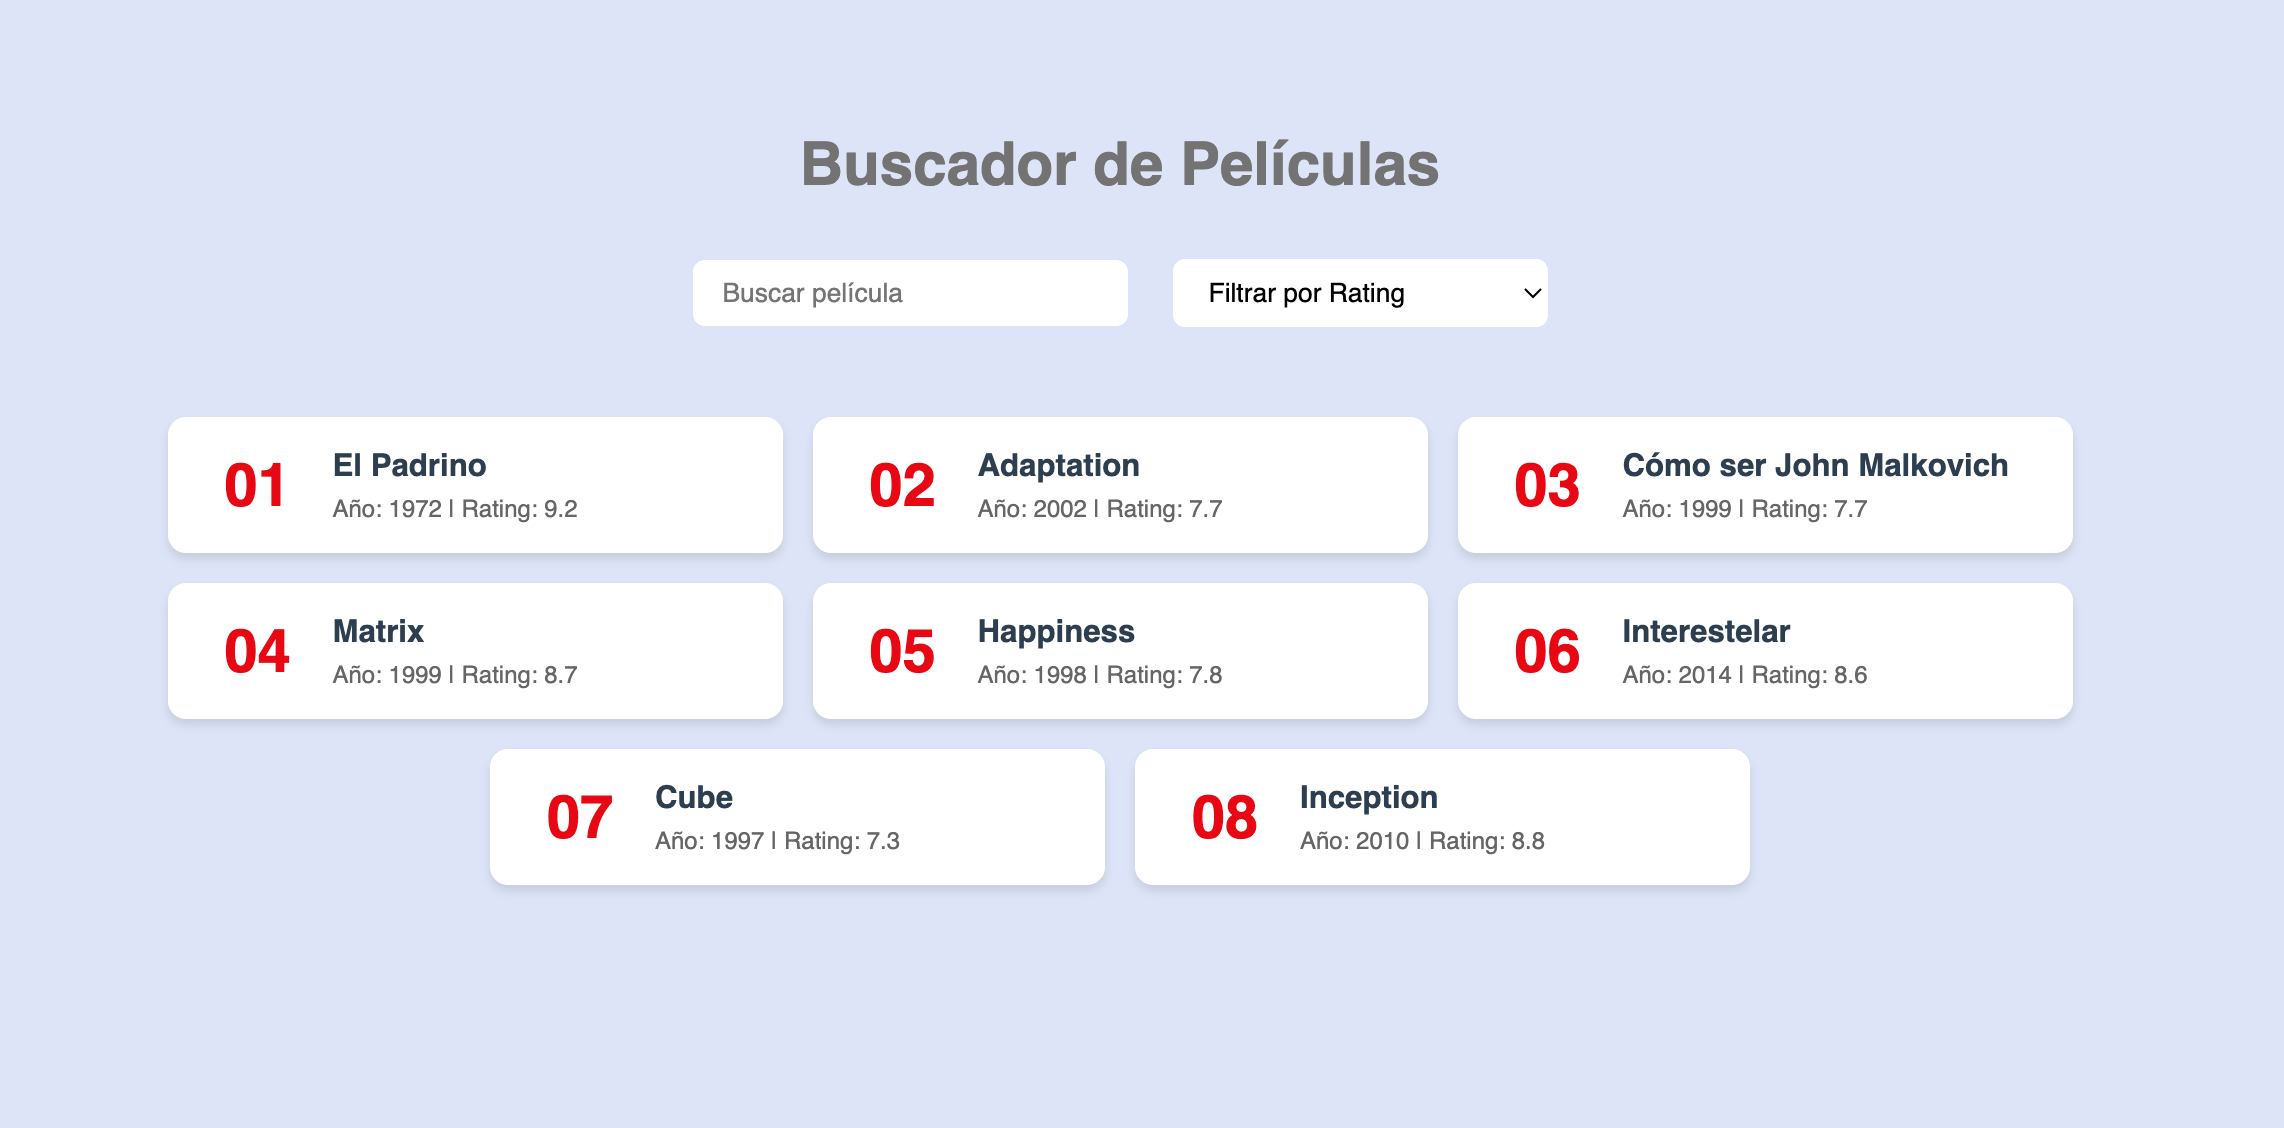 Buscador de Películas
Buscar película
Filtrar por Rating
01
El Padrino
Año: 1972 | Rating: 9.2
02
Adaptation
Año: 2002 | Rating: 7.7
03
Cómo ser John Malkovich
Año: 1999 | Rating: 7.7
04
Matrix
Año: 1999 | Rating: 8.7
05
Happiness
Año: 1998 | Rating: 7.8
06
Interestelar
Año: 2014 | Rating: 8.6
07
Cube
Año: 1997 | Rating: 7.3
08
Inception
Año: 2010 | Rating: 8.8